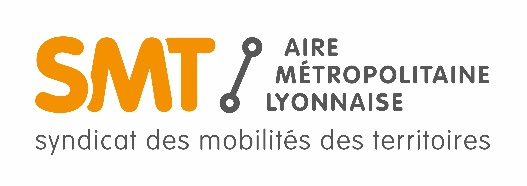 SMT
AIRE
MÉTROPOLITAINE
LYONNAISE
syndicat des mobilités des territoires